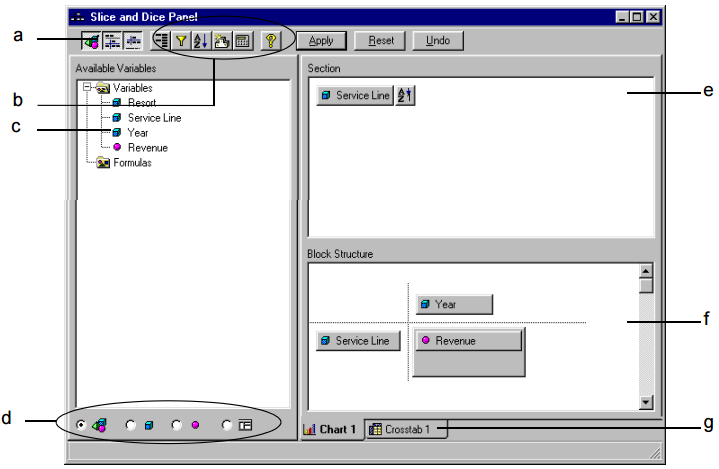 Slice and Dice Panel
a
Apply Reset Undo
Available Variables
Section
Variables
b
Resort
Service Line
e
c
Year
Revenue
Formulas
Service Line
Block Structure
Year
f
Service Line
Revenue
d
Chart 1
Crosstab 1
g